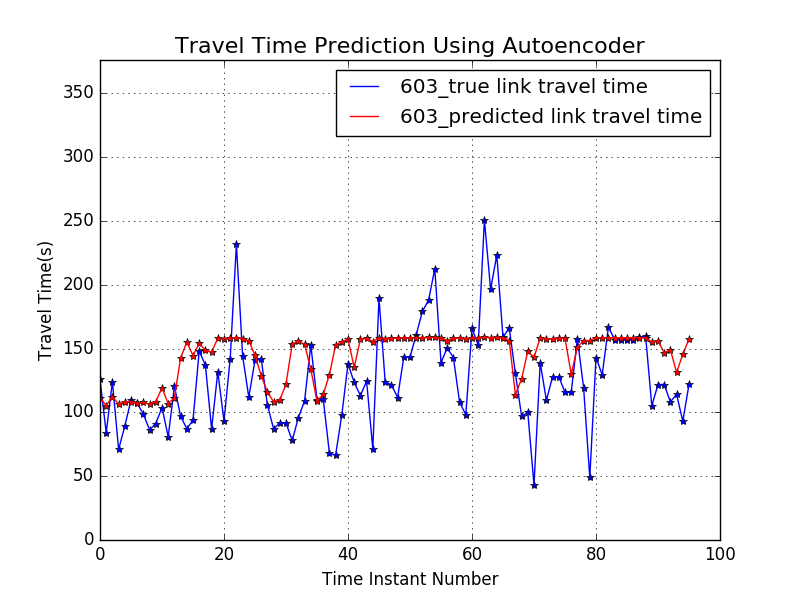 Travel Time Prediction Using Autoencoder
603_true link travel time
603_predicted link travel time
350
300
250
200
150
100
50
0
Travel Time(s)
0 20 40 60 80 100
Time Instant Number